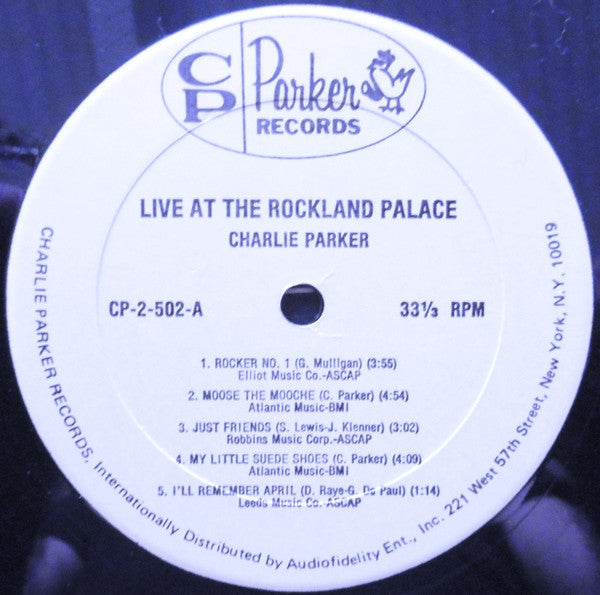 CP Parker
RECORDS
LIVE AT THE ROCKLAND PALACE
CHARLIE PARKER
CP-2-502-A
33⅓ RPM
1. ROCKER NO. 1 (G. Mulligan) (3:55)
Elliot Music Co.-ASCAP
2. MOOSE THE MOOCHE (C. Parker) (4:54)
Atlantic Music-BMI
3. JUST FRIENDS (S. Lewis-J. Klenner) (3:02)
Robbins Music Corp.-ASCAP
4. MY LITTLE SUEDE SHOES (C. Parker) (4:09)
Atlantic Music-BMI
5. I'LL REMEMBER APRIL (D. Raye-G. De Paul) (1:14)
Leeds Music Co. ASCAP
CHARLIE PARKER RECORDS, Internationally Distributed by Audiofidelity Ent., Inc. 221 West 57th Street, New York, N.Y. 10019